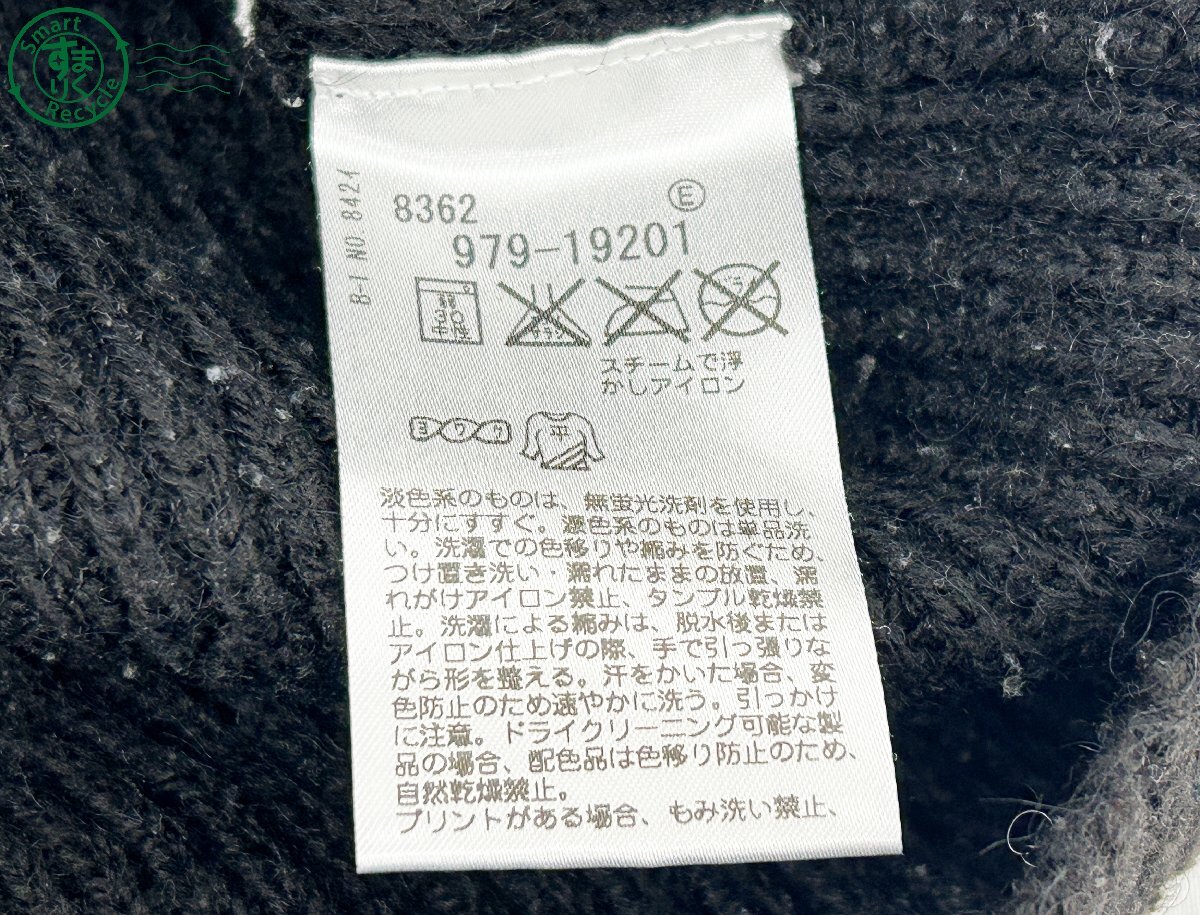 Smart
すまりく
Recycle
B-1 NO 8424
8362
E
979-19201
スチームで浮
かしアイロン
ヨワク
平
淡色系のものは、無蛍光洗剤を使用し、
十分にすすぐ。濃色系のものは単品洗
い。洗濯での色移りや縮みを防ぐため、
つけ置き洗い・濡れたままの放置、濡
れがけアイロン禁止、タンブル乾燥禁
止。洗濯による縮みは、脱水後または
アイロン仕上げの際、手で引っ張りな
がら形を整える。汗をかいた場合、変
色防止のため速やかに洗う。引っかけ
に注意。ドライクリーニング可能な製
品の場合、配色品は色移り防止のため、
自然乾燥禁止。
プリントがある場合、もみ洗い禁止、